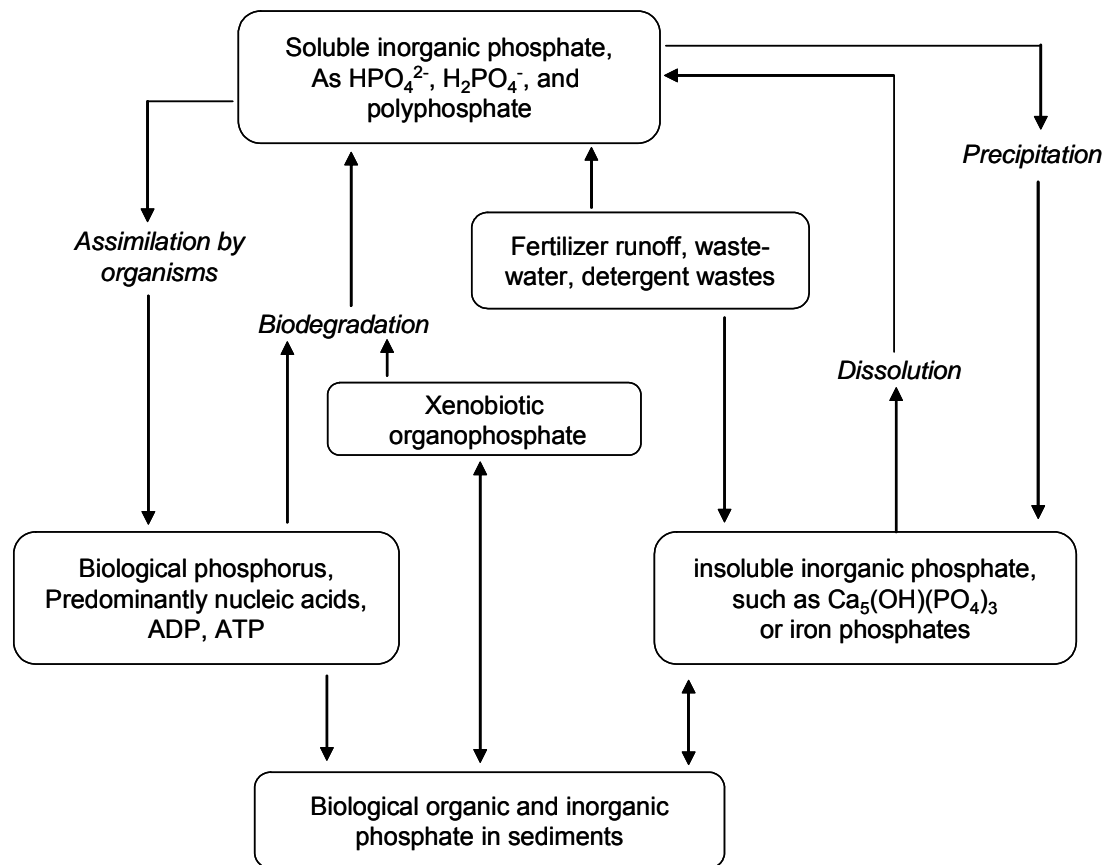 Soluble inorganic phosphate,
As HPO₄²⁻, H₂PO₄⁻, and
polyphosphate
Precipitation
Assimilation by
organisms
Fertilizer runoff, waste-
water, detergent wastes
Biodegradation
Dissolution
Xenobiotic
organophosphate
Biological phosphorus,
Predominantly nucleic acids,
ADP, ATP
insoluble inorganic phosphate,
such as Ca₅(OH)(PO₄)₃
or iron phosphates
Biological organic and inorganic
phosphate in sediments